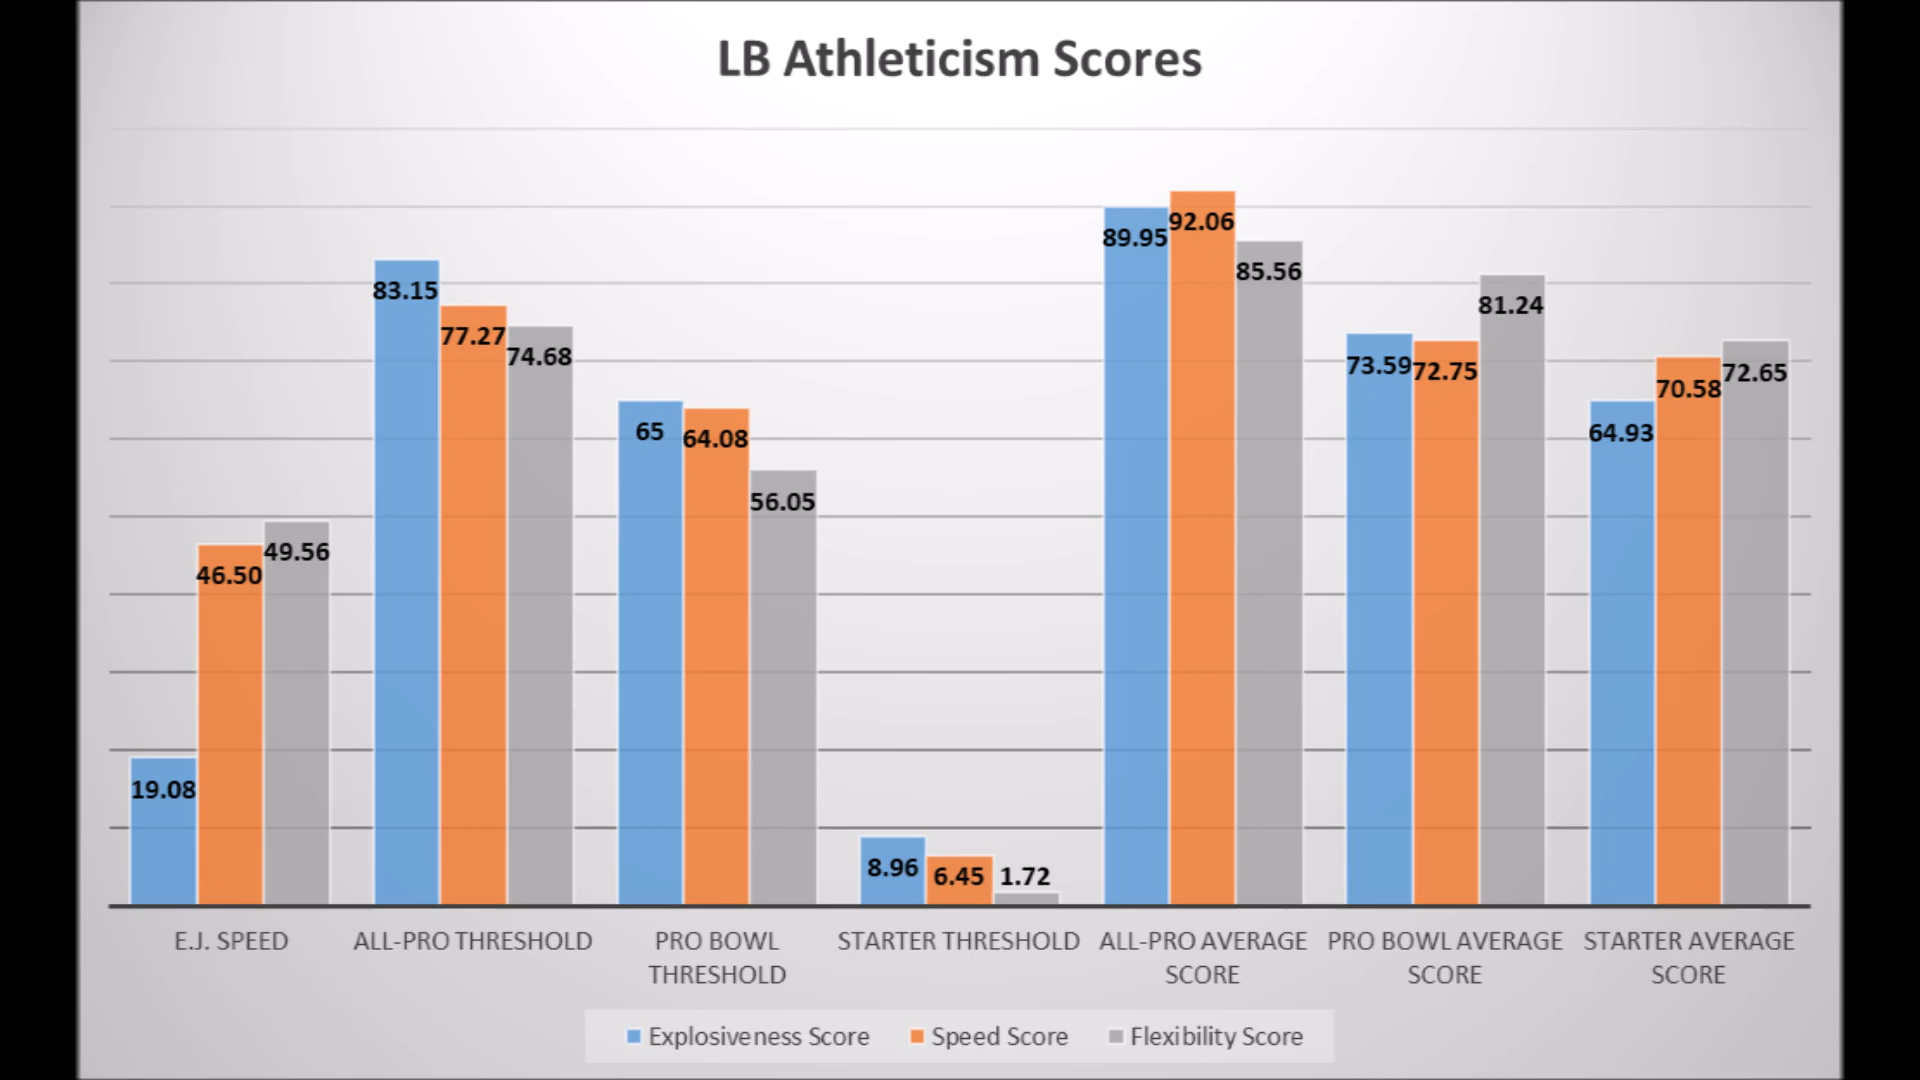 LB Athleticism Scores
19.08
46.50
49.56
83.15
77.27
74.68
65
64.08
56.05
8.96
6.45
1.72
89.95
92.06
85.56
73.59
72.75
81.24
64.93
70.58
72.65
E.J. SPEED
ALL-PRO THRESHOLD
PRO BOWL
THRESHOLD
STARTER THRESHOLD
ALL-PRO AVERAGE
SCORE
PRO BOWL AVERAGE
SCORE
STARTER AVERAGE
SCORE
Explosiveness Score
Speed Score
Flexibility Score